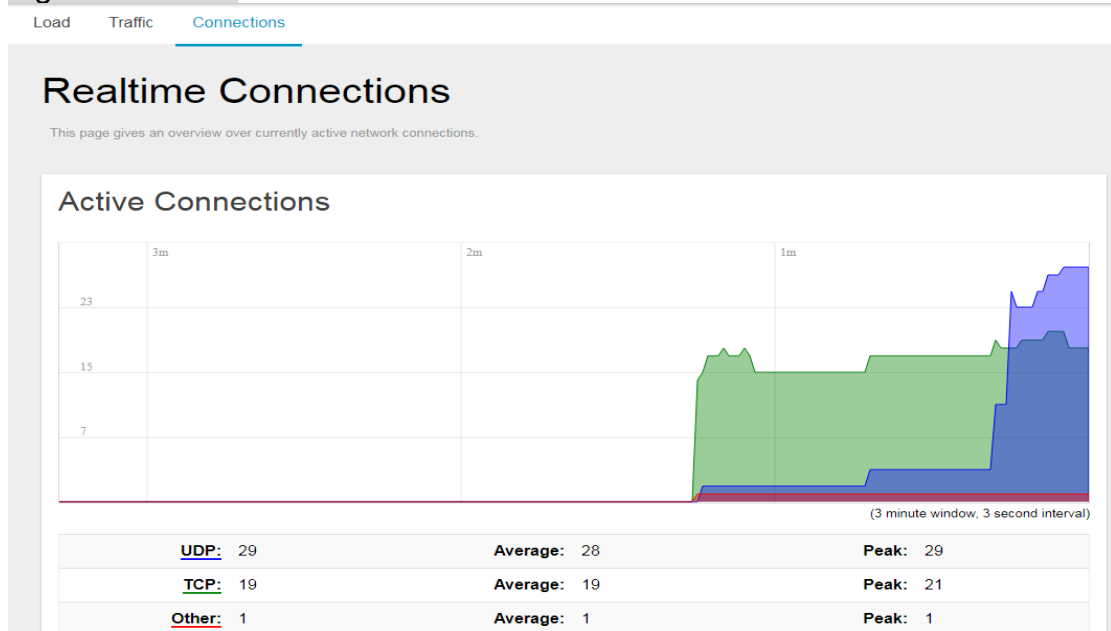 Load Traffic Connections
Realtime Connections
This page gives an overview over currently active network connections.
Active Connections
3m 2m 1m
23
15
7
(3 minute window, 3 second interval)
UDP: 29 Average: 28 Peak: 29
TCP: 19 Average: 19 Peak: 21
Other: 1 Average: 1 Peak: 1